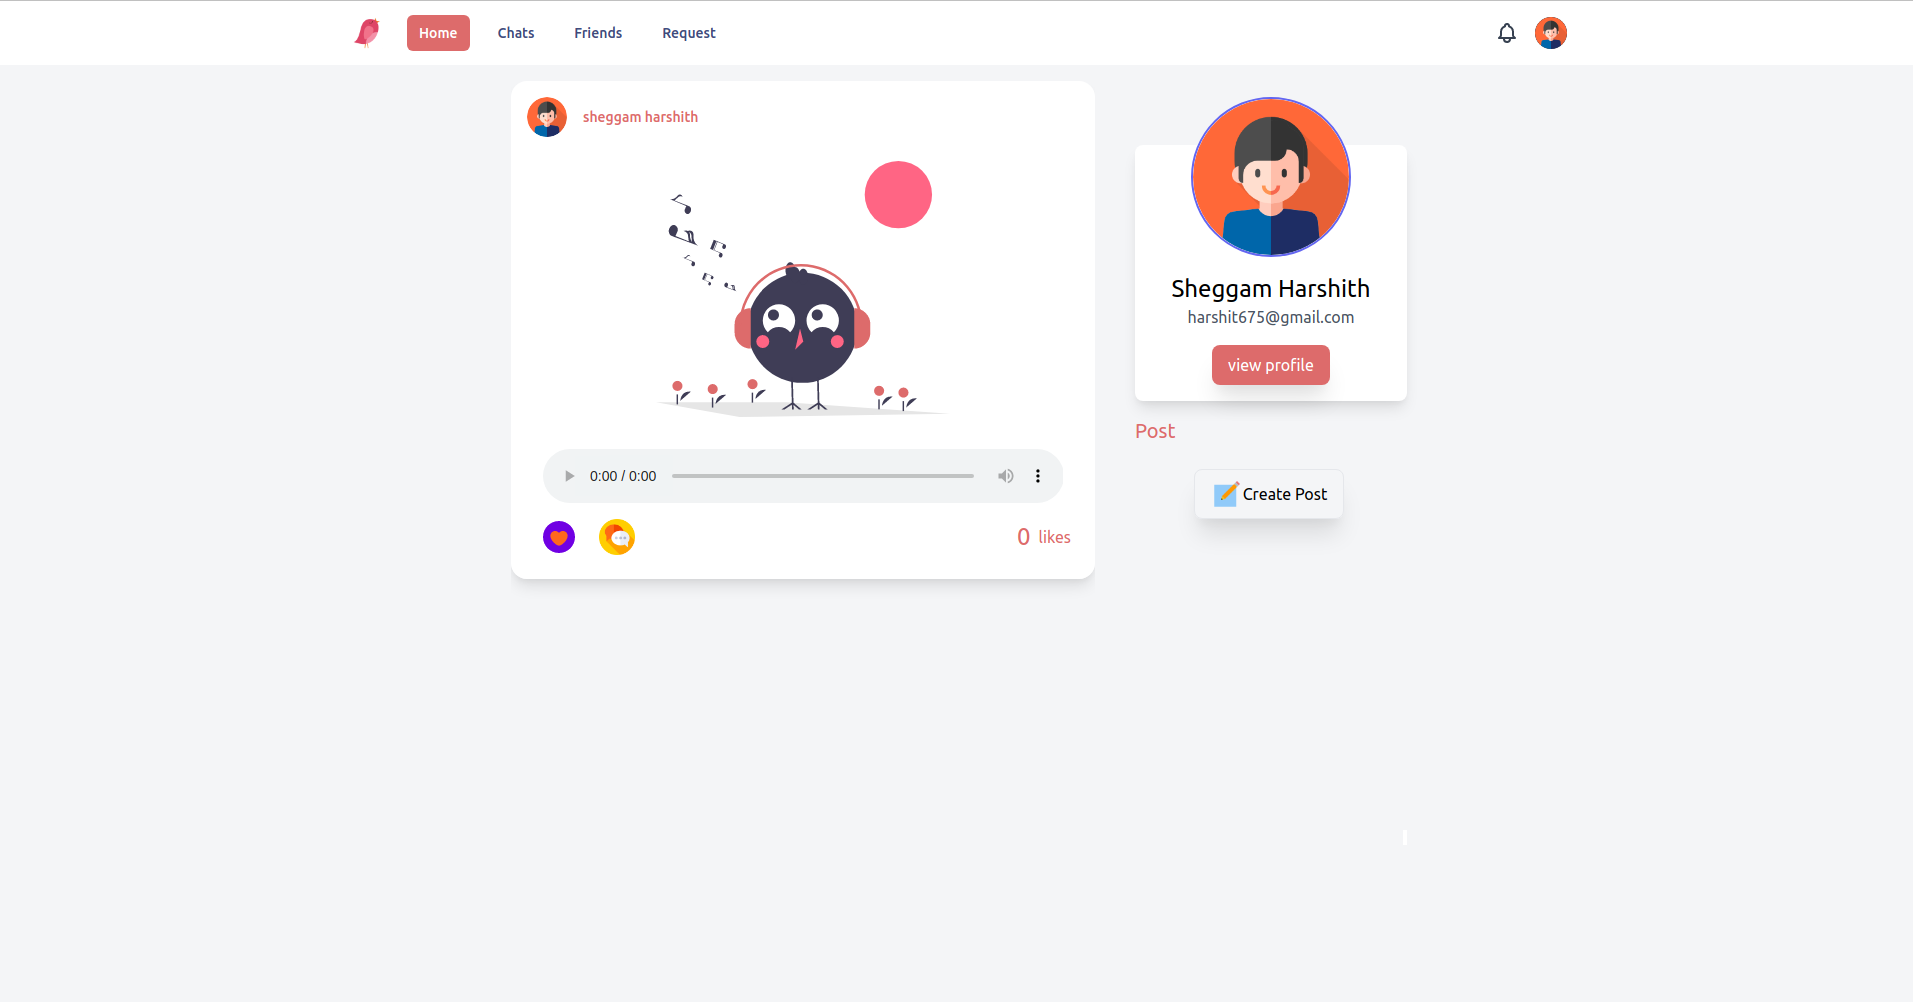 Home Chats Friends Request
sheggam harshith
0:00 / 0:00
0 likes
Sheggam Harshith
harshit675@gmail.com
view profile
Post
Create Post